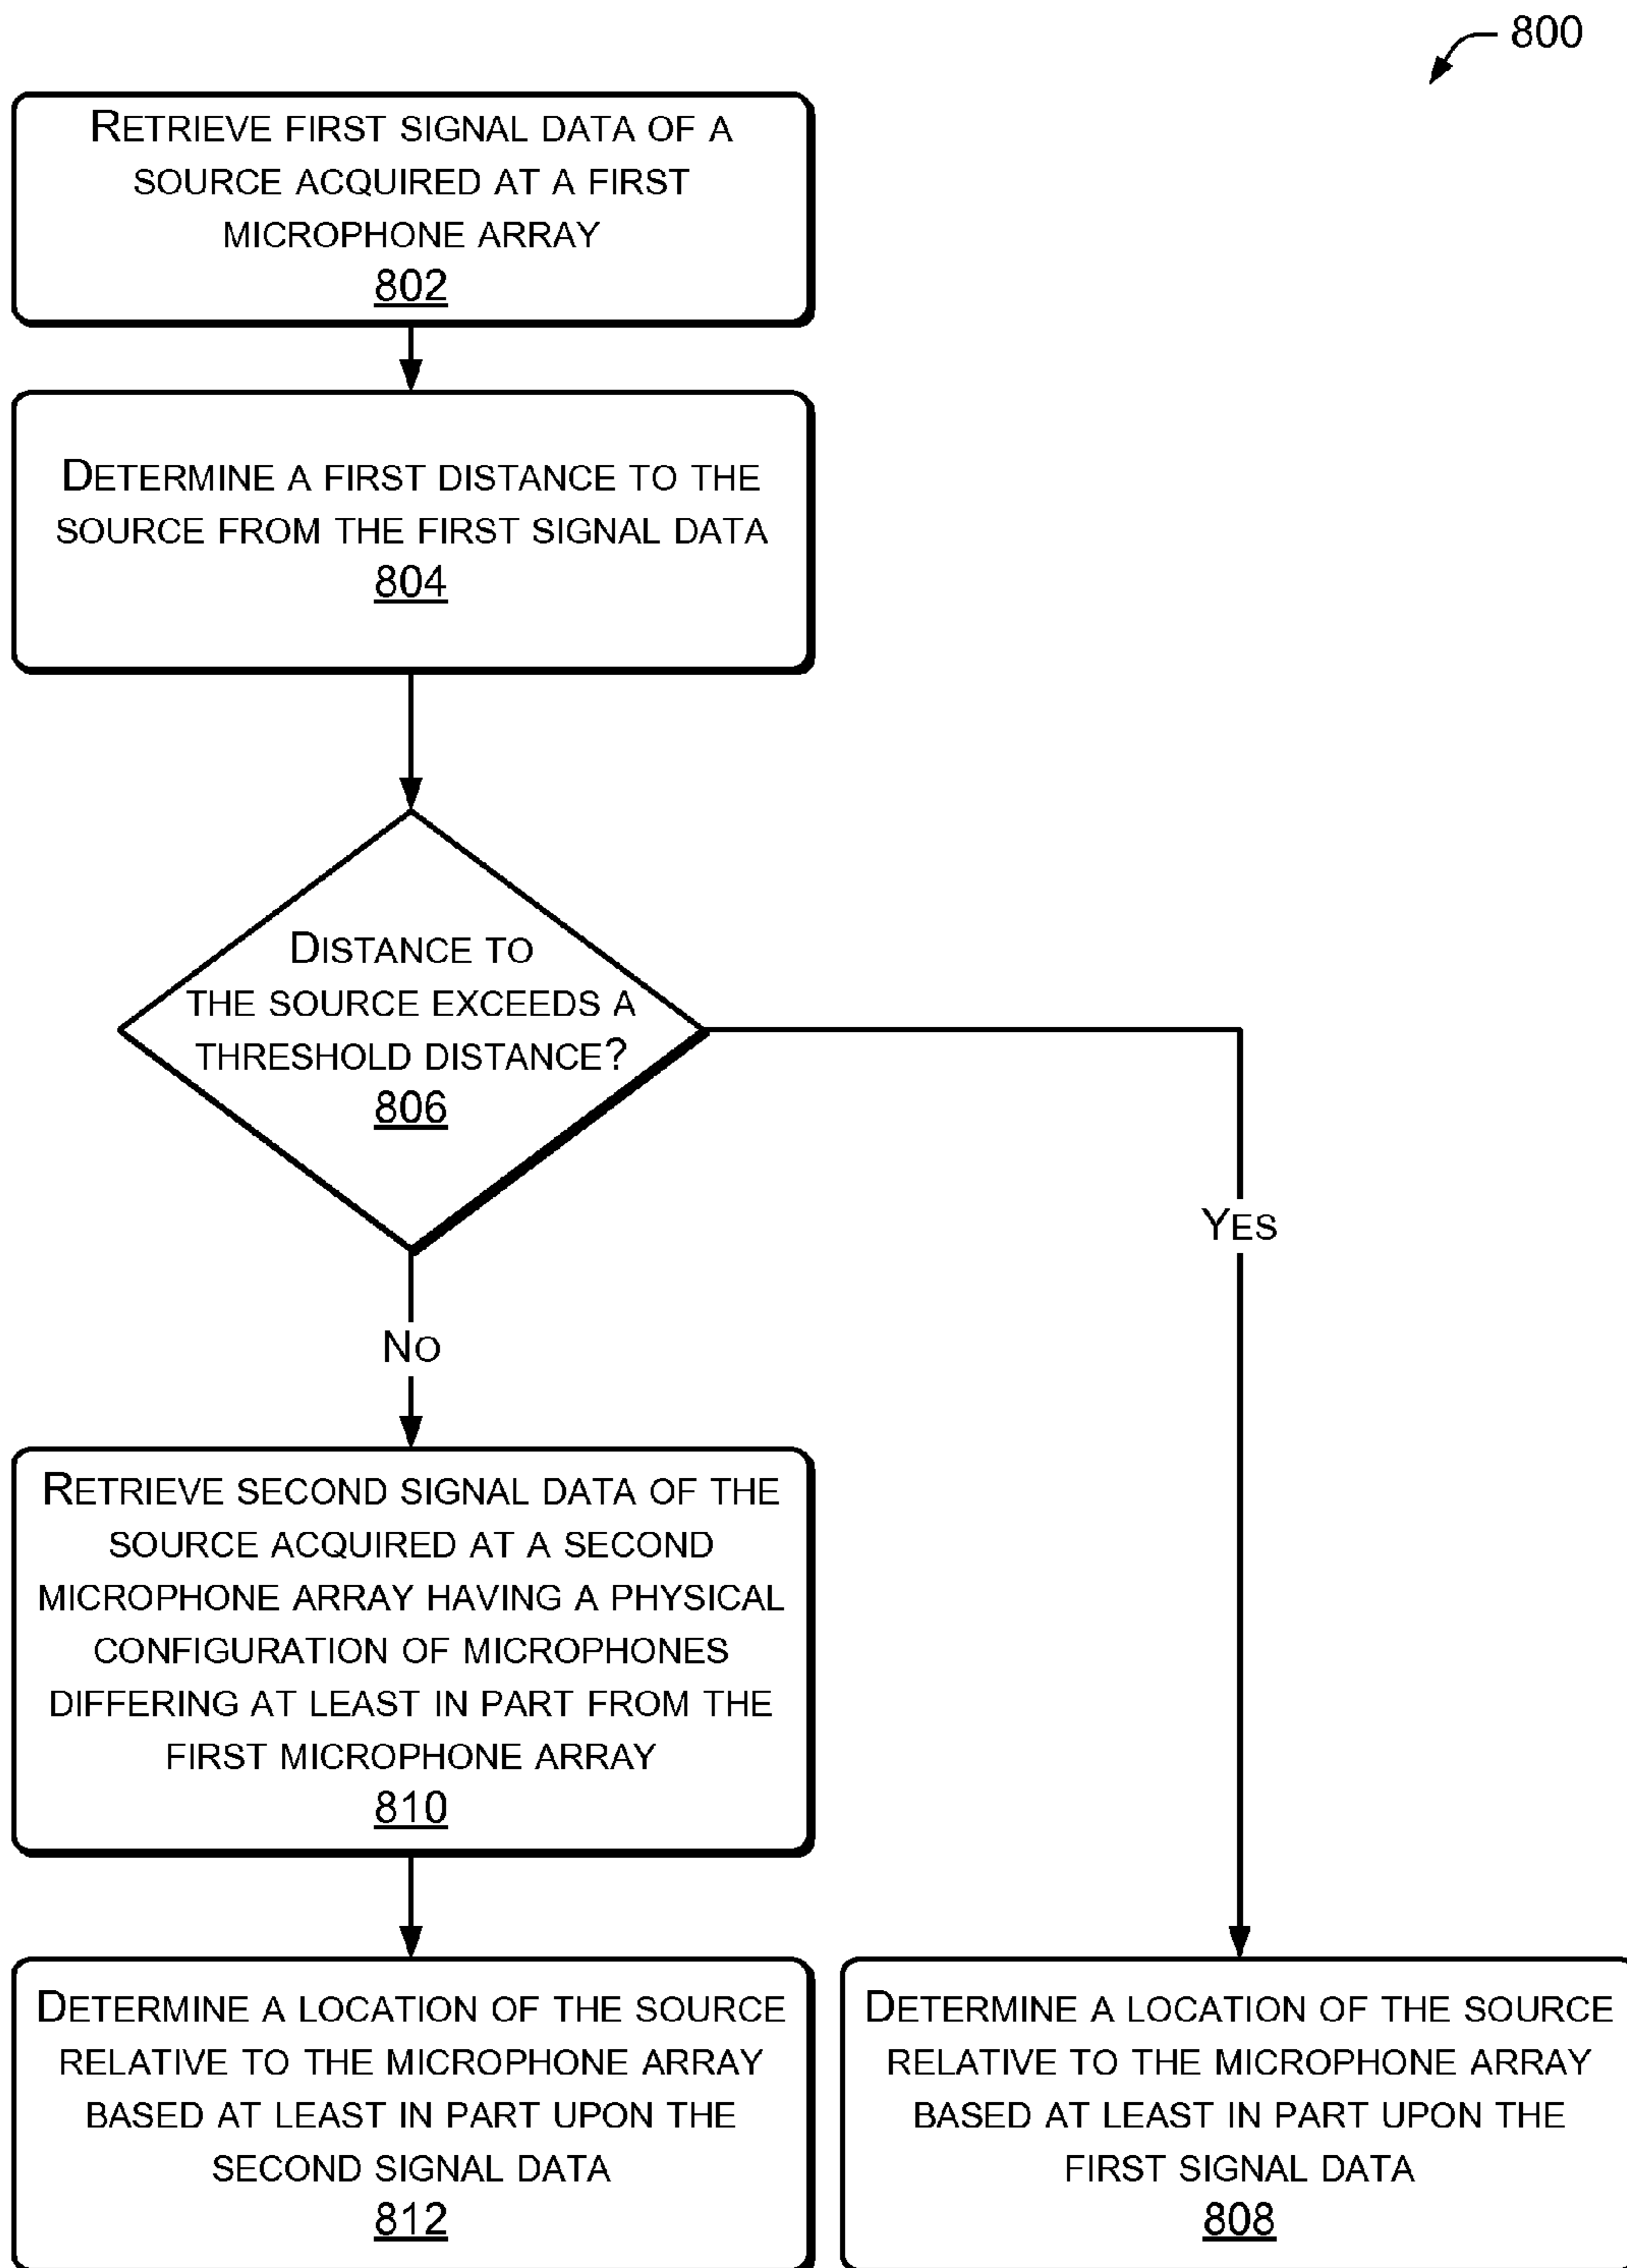 800
RETRIEVE FIRST SIGNAL DATA OF A
SOURCE ACQUIRED AT A FIRST
MICROPHONE ARRAY
802
DETERMINE A FIRST DISTANCE TO THE
SOURCE FROM THE FIRST SIGNAL DATA
804
DISTANCE TO
THE SOURCE EXCEEDS A
THRESHOLD DISTANCE?
806
YES
NO
RETRIEVE SECOND SIGNAL DATA OF THE
SOURCE ACQUIRED AT A SECOND
MICROPHONE ARRAY HAVING A PHYSICAL
CONFIGURATION OF MICROPHONES
DIFFERING AT LEAST IN PART FROM THE
FIRST MICROPHONE ARRAY
810
DETERMINE A LOCATION OF THE SOURCE
RELATIVE TO THE MICROPHONE ARRAY
BASED AT LEAST IN PART UPON THE
SECOND SIGNAL DATA
812
DETERMINE A LOCATION OF THE SOURCE
RELATIVE TO THE MICROPHONE ARRAY
BASED AT LEAST IN PART UPON THE
FIRST SIGNAL DATA
808